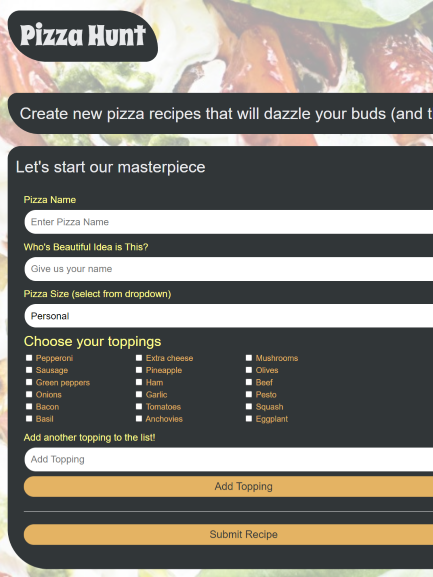 Pizza Hunt
Create new pizza recipes that will dazzle your buds (and t
Let's start our masterpiece
Pizza Name
Enter Pizza Name
Who's Beautiful Idea is This?
Give us your name
Pizza Size (select from dropdown)
Personal
Choose your toppings
Pepperoni Extra cheese Mushrooms
Sausage Pineapple Olives
Green peppers Ham Beef
Onions Garlic Pesto
Bacon Tomatoes Squash
Basil Anchovies Eggplant
Add another topping to the list!
Add Topping
Add Topping
Submit Recipe